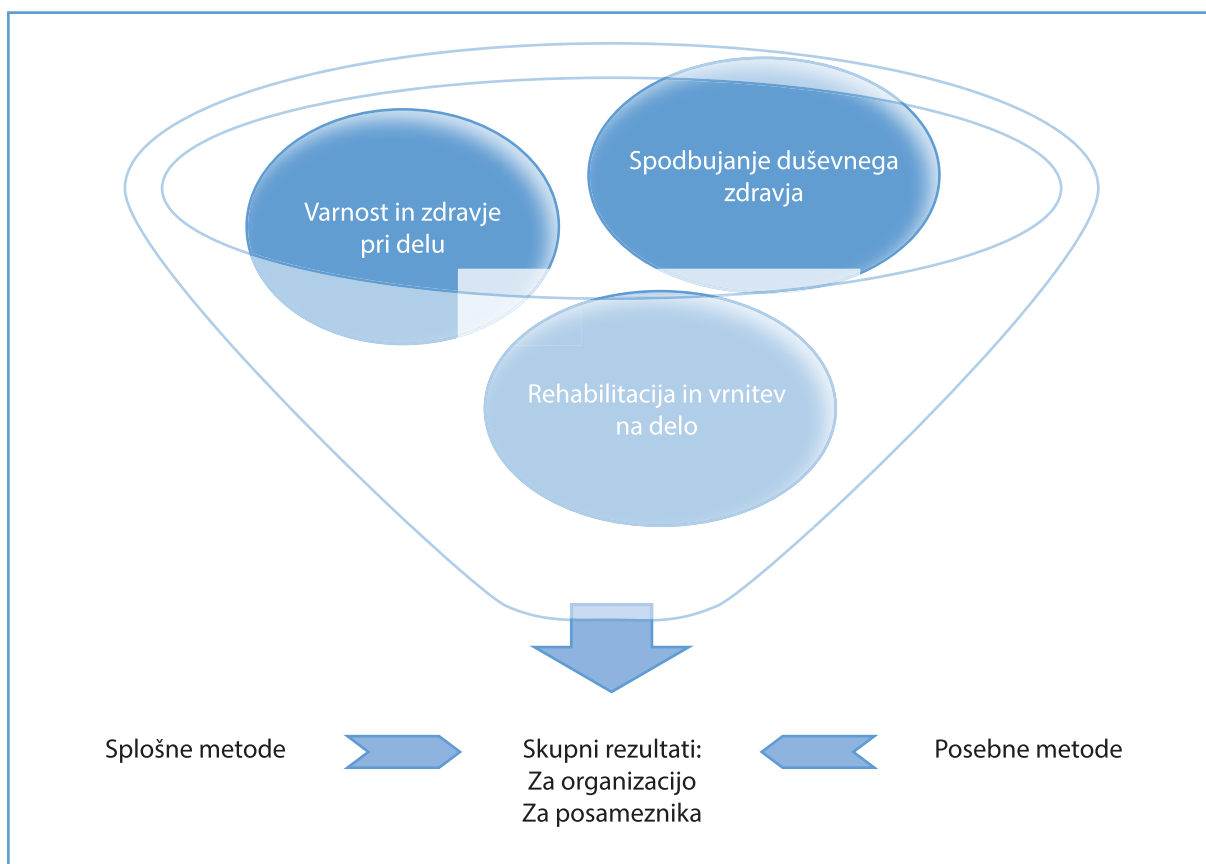 Spodbujanje duševnega
zdravja
Varnost in zdravje
pri delu
Rehabilitacija in vrnitev
na delo
Splošne metode
Skupni rezultati:
Za organizacijo
Za posameznika
Posebne metode